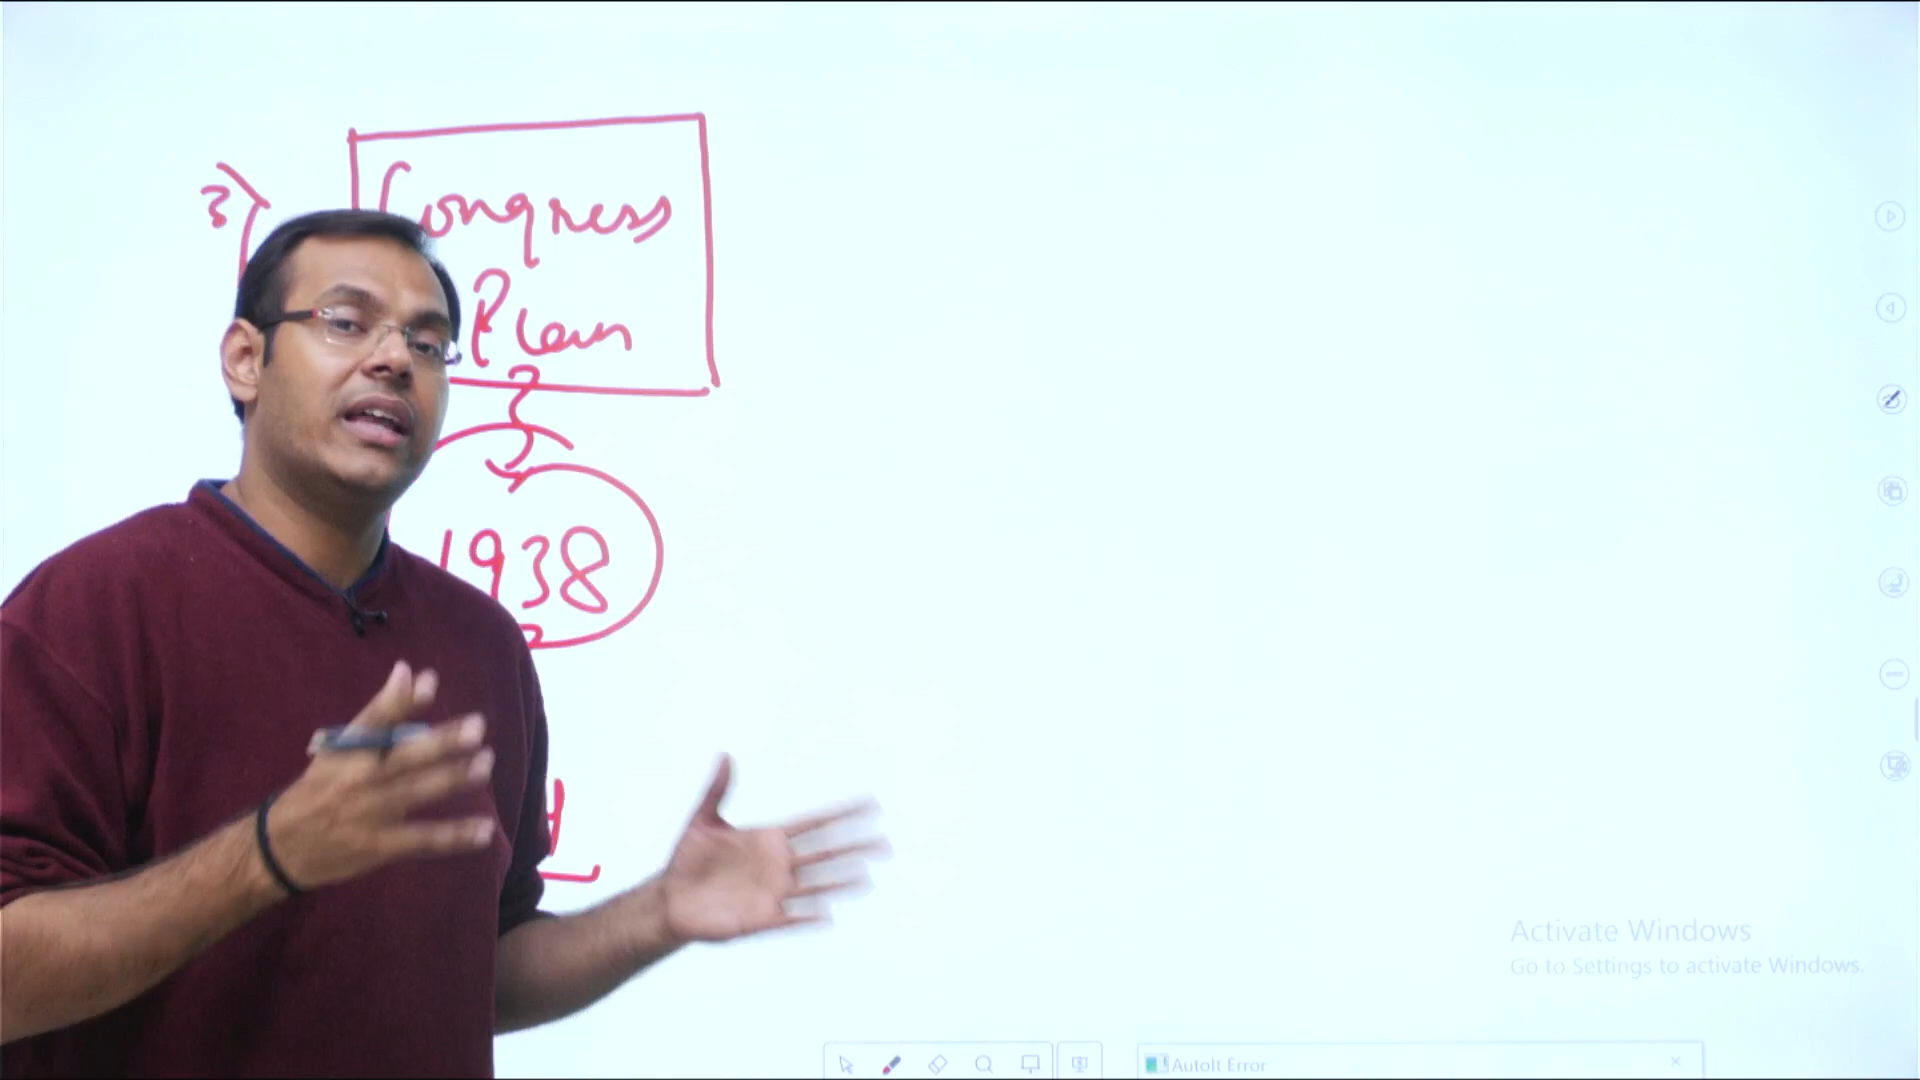 3
Congress
Plan
1938
Activate Windows
Go to Settings to activate Windows.
AutoIt Error